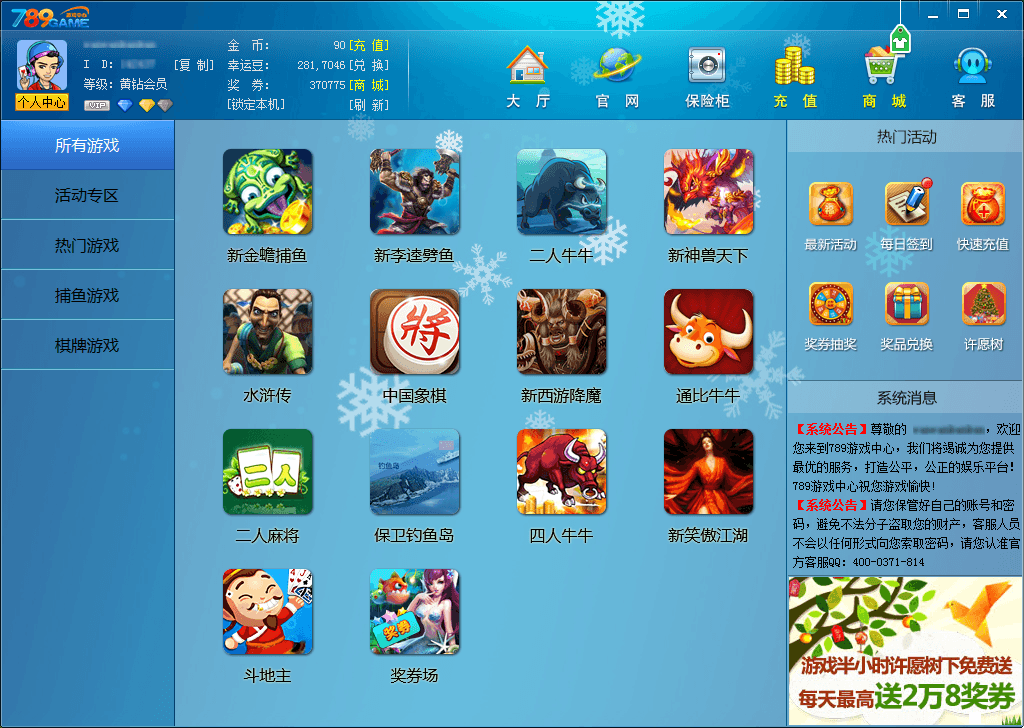 789GAME
游戏中心
个人中心
I D:
[复 制]
等级: 黄钻会员
VIP
金 币: 90 [充 值]
幸运豆: 281,7046 [兑 换]
奖 券: 370775 [商 城]
[锁定本机] [刷 新]
大 厅
官 网
保险柜
充 值
商 城
客 服
所有游戏
活动专区
热门游戏
捕鱼游戏
棋牌游戏
新金蟾捕鱼
新李逵劈鱼
二人牛牛
新神兽天下
水浒传
將
中国象棋
新西游降魔
通比牛牛
二人
二人麻将
钓鱼岛
保卫钓鱼岛
四人牛牛
新笑傲江湖
斗地主
奖券
奖券场
热门活动
最新活动
每日签到
快速充值
奖券抽奖
奖品兑换
许愿树
系统消息
【系统公告】尊敬的 ，欢迎
您来到789游戏中心，我们将竭诚为您提供
最优的服务，打造公平，公正的娱乐平台！
789游戏中心祝您游戏愉快！
【系统公告】请您保管好自己的账号和密
码，避免不法分子盗取您的财产，客服人员
不会以任何形式向您索取密码，请您认准官
方客服QQ：400-0371-814
游戏半小时许愿树下免费送
每天最高送2万8奖券